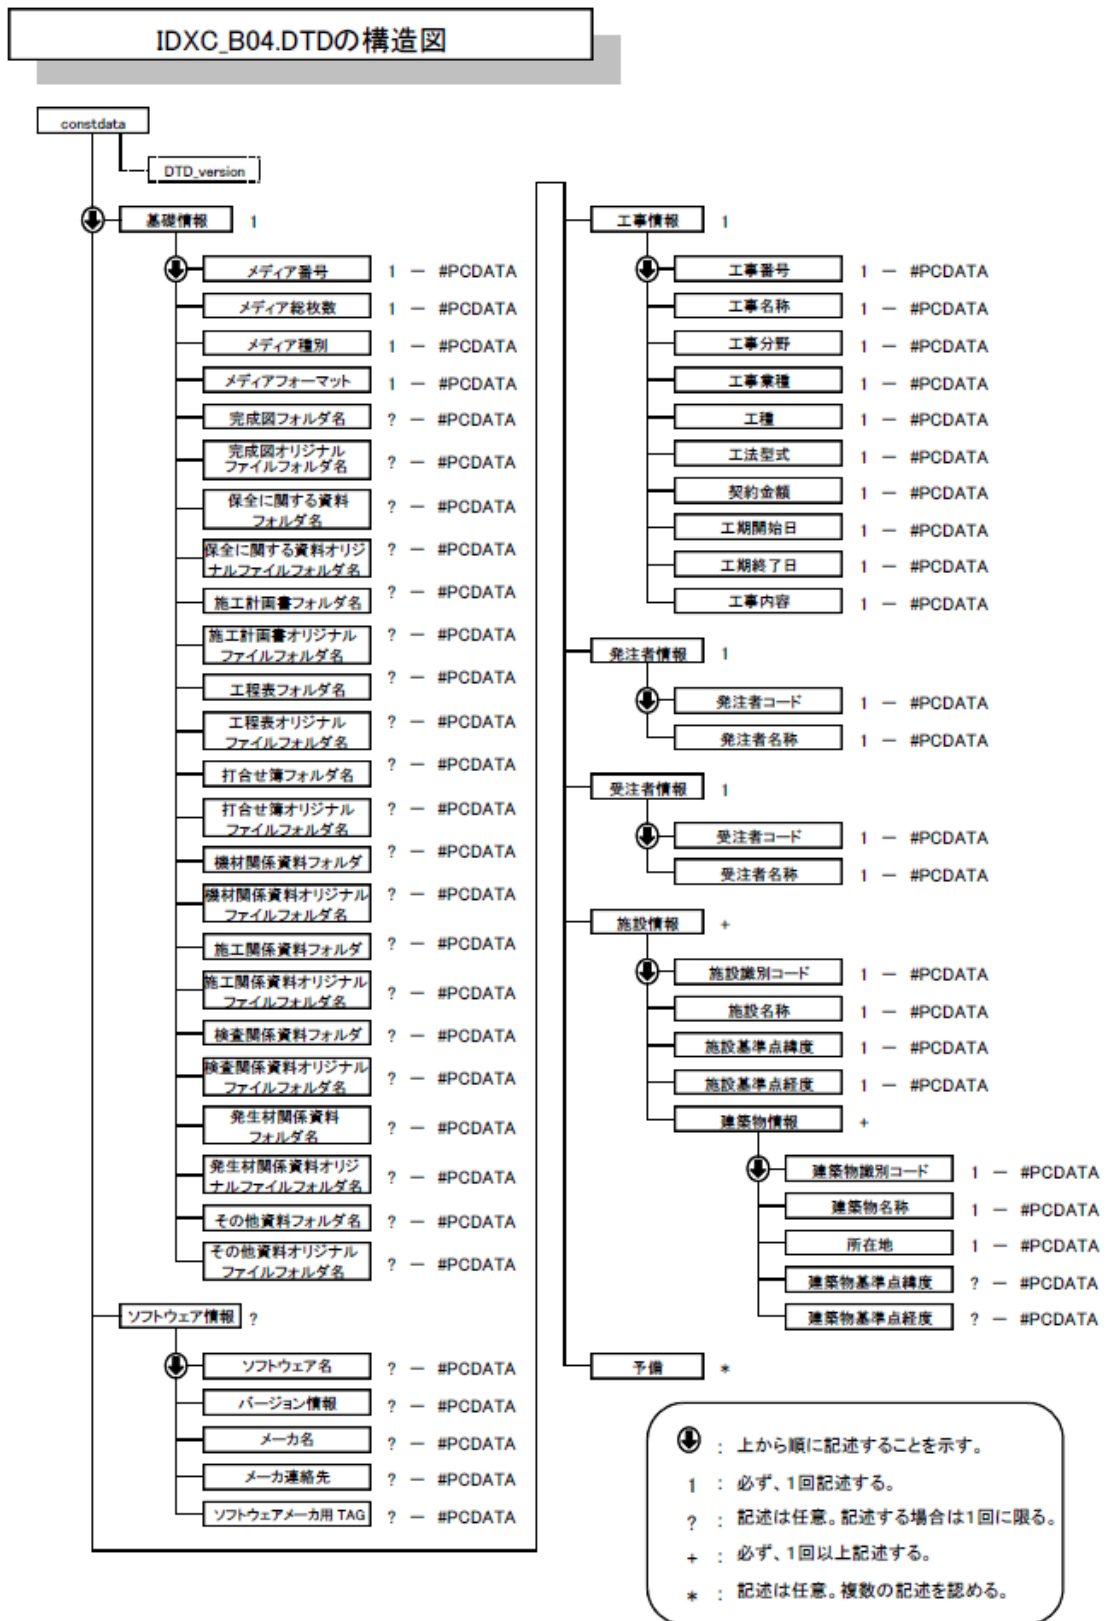 IDXC_B04.DTDの構造図
constdata
DTD_version
基礎情報 1
メディア番号 1 － #PCDATA
メディア総枚数 1 － #PCDATA
メディア種別 1 － #PCDATA
メディアフォーマット 1 － #PCDATA
完成図フォルダ名 ? － #PCDATA
完成図オリジナル
ファイルフォルダ名 ? － #PCDATA
保全に関する資料
フォルダ名 ? － #PCDATA
保全に関する資料オリジ
ナルファイルフォルダ名 ? － #PCDATA
施工計画書フォルダ名 ? － #PCDATA
施工計画書オリジナル
ファイルフォルダ名 ? － #PCDATA
工程表フォルダ名 ? － #PCDATA
工程表オリジナル
ファイルフォルダ名 ? － #PCDATA
打合せ簿フォルダ名 ? － #PCDATA
打合せ簿オリジナル
ファイルフォルダ名 ? － #PCDATA
機材関係資料フォルダ ? － #PCDATA
機材関係資料オリジナル
ファイルフォルダ名 ? － #PCDATA
施工関係資料フォルダ ? － #PCDATA
施工関係資料オリジナル
ファイルフォルダ名 ? － #PCDATA
検査関係資料フォルダ ? － #PCDATA
検査関係資料オリジナル
ファイルフォルダ名 ? － #PCDATA
発生材関係資料
フォルダ名 ? － #PCDATA
発生材関係資料オリジ
ナルファイルフォルダ名 ? － #PCDATA
その他資料フォルダ名 ? － #PCDATA
その他資料オリジナル
ファイルフォルダ名 ? － #PCDATA
ソフトウェア情報 ?
ソフトウェア名 ? － #PCDATA
バージョン情報 ? － #PCDATA
メーカ名 ? － #PCDATA
メーカ連絡先 ? － #PCDATA
ソフトウェアメーカ用 TAG ? － #PCDATA
工事情報 1
工事番号 1 － #PCDATA
工事名称 1 － #PCDATA
工事分野 1 － #PCDATA
工事業種 1 － #PCDATA
工種 1 － #PCDATA
工法型式 1 － #PCDATA
契約金額 1 － #PCDATA
工期開始日 1 － #PCDATA
工期終了日 1 － #PCDATA
工事内容 1 － #PCDATA
発注者情報 1
発注者コード 1 － #PCDATA
発注者名称 1 － #PCDATA
受注者情報 1
受注者コード 1 － #PCDATA
受注者名称 1 － #PCDATA
施設情報 +
施設識別コード 1 － #PCDATA
施設名称 1 － #PCDATA
施設基準点緯度 1 － #PCDATA
施設基準点経度 1 － #PCDATA
建築物情報 +
建築物識別コード 1 － #PCDATA
建築物名称 1 － #PCDATA
所在地 1 － #PCDATA
建築物基準点緯度 ? － #PCDATA
建築物基準点経度 ? － #PCDATA
予備 *
： 上から順に記述することを示す。
1 ： 必ず、1回記述する。
? ： 記述は任意。記述する場合は1回に限る。
+ ： 必ず、1回以上記述する。
* ： 記述は任意。複数の記述を認める。